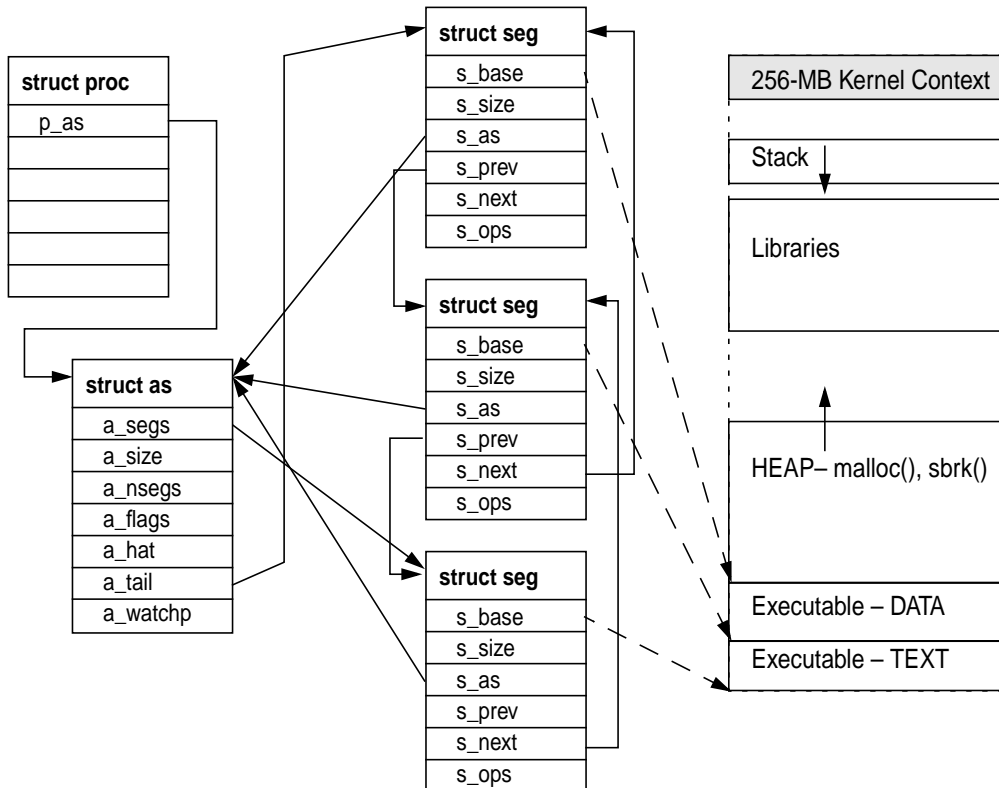 struct proc
p_as
struct as
a_segs
a_size
a_nsegs
a_flags
a_hat
a_tail
a_watchp
struct seg
s_base
s_size
s_as
s_prev
s_next
s_ops
struct seg
s_base
s_size
s_as
s_prev
s_next
s_ops
struct seg
s_base
s_size
s_as
s_prev
s_next
s_ops
256-MB Kernel Context
Stack
Libraries
HEAP– malloc(), sbrk()
Executable – DATA
Executable – TEXT